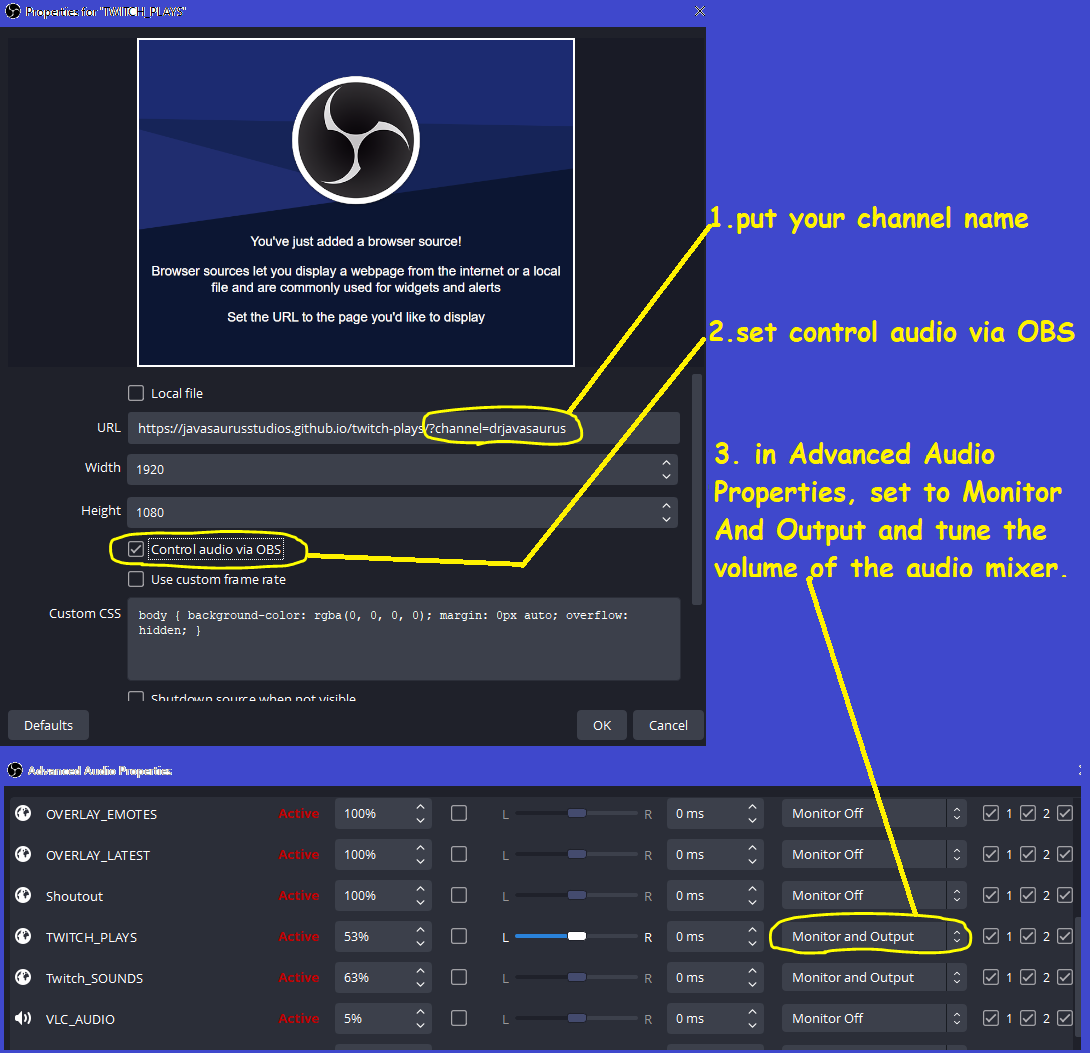 Properties for "TWITCH_PLAYS"
You've just added a browser source!
Browser sources let you display a webpage from the internet or a local
file and are commonly used for widgets and alerts
Set the URL to the page you'd like to display
1.put your channel name
2.set control audio via OBS
3. in Advanced Audio
Properties, set to Monitor
And Output and tune the
volume of the audio mixer.
Local file
URL https://javasaurusstudios.github.io/twitch-plays/?channel=drjavasaurus
Width 1920
Height 1080
Control audio via OBS
Use custom frame rate
Custom CSS body { background-color: rgba(0, 0, 0, 0); margin: 0px auto; overflow:
hidden; }
Shutdown source when not visible
Defaults OK Cancel
Advanced Audio Properties
OVERLAY_EMOTES Active 100% L R 0 ms Monitor Off 1 2
OVERLAY_LATEST Active 100% L R 0 ms Monitor Off 1 2
Shoutout Active 100% L R 0 ms Monitor Off 1 2
TWITCH_PLAYS Active 53% L R 0 ms Monitor and Output 1 2
Twitch_SOUNDS Active 63% L R 0 ms Monitor and Output 1 2
VLC_AUDIO Active 5% L R 0 ms Monitor Off 1 2